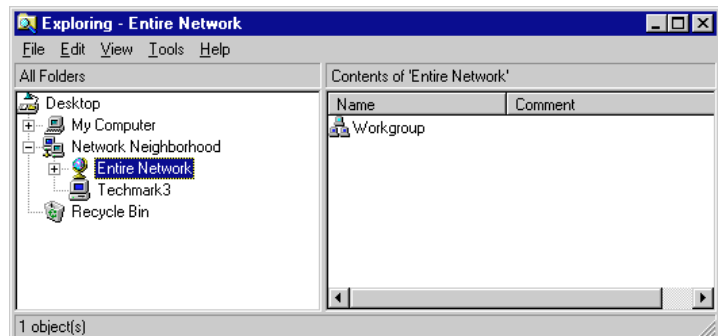 Exploring - Entire Network
File Edit View Tools Help
All Folders
Contents of 'Entire Network'
Desktop
My Computer
Network Neighborhood
Entire Network
Techmark3
Recycle Bin
Name Comment
Workgroup
1 object(s)